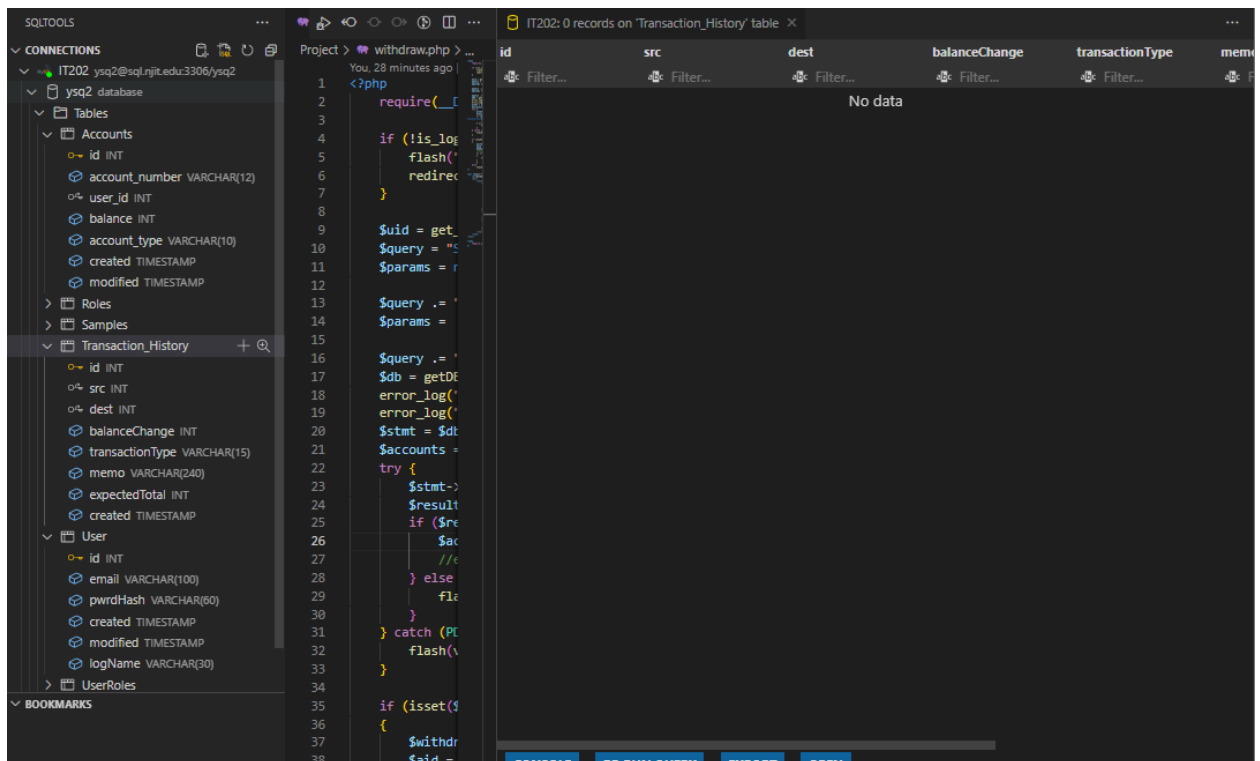 SQLTOOLS
CONNECTIONS
IT202 ysq2@sql.njit.edu:3306/ysq2
ysq2 database
Tables
Accounts
id INT
account_number VARCHAR(12)
user_id INT
balance INT
account_type VARCHAR(10)
created TIMESTAMP
modified TIMESTAMP
Roles
Samples
Transaction_History
id INT
src INT
dest INT
balanceChange INT
transactionType VARCHAR(15)
memo VARCHAR(240)
expectedTotal INT
created TIMESTAMP
User
id INT
email VARCHAR(100)
pwrdHash VARCHAR(60)
created TIMESTAMP
modified TIMESTAMP
logName VARCHAR(30)
UserRoles
BOOKMARKS
Project > withdraw.php > ...
You, 28 minutes ago |
1 <?php
2 require(__D
3
4 if (!is_log
5 flash("
6 redirec
7 }
8
9 $uid = get_
10 $query = "S
11 $params =
12
13 $query .= "
14 $params =
15
16 $query .= "
17 $db = getDB
18 error_log("
19 error_log("
20 $stmt = $db
21 $accounts =
22 try {
23 $stmt->
24 $result
25 if ($re
26 $ac
27 //e
28 } else
29 fla
30 }
31 } catch (PD
32 flash(v
33 }
34
35 if (isset($
36 {
37 $withdr
38 $aid =
IT202: 0 records on 'Transaction_History' table
id src dest balanceChange transactionType memo
Filter... Filter... Filter... Filter... Filter... F
No data
CONSOLE RE-RUN QUERY EXPORT OPEN